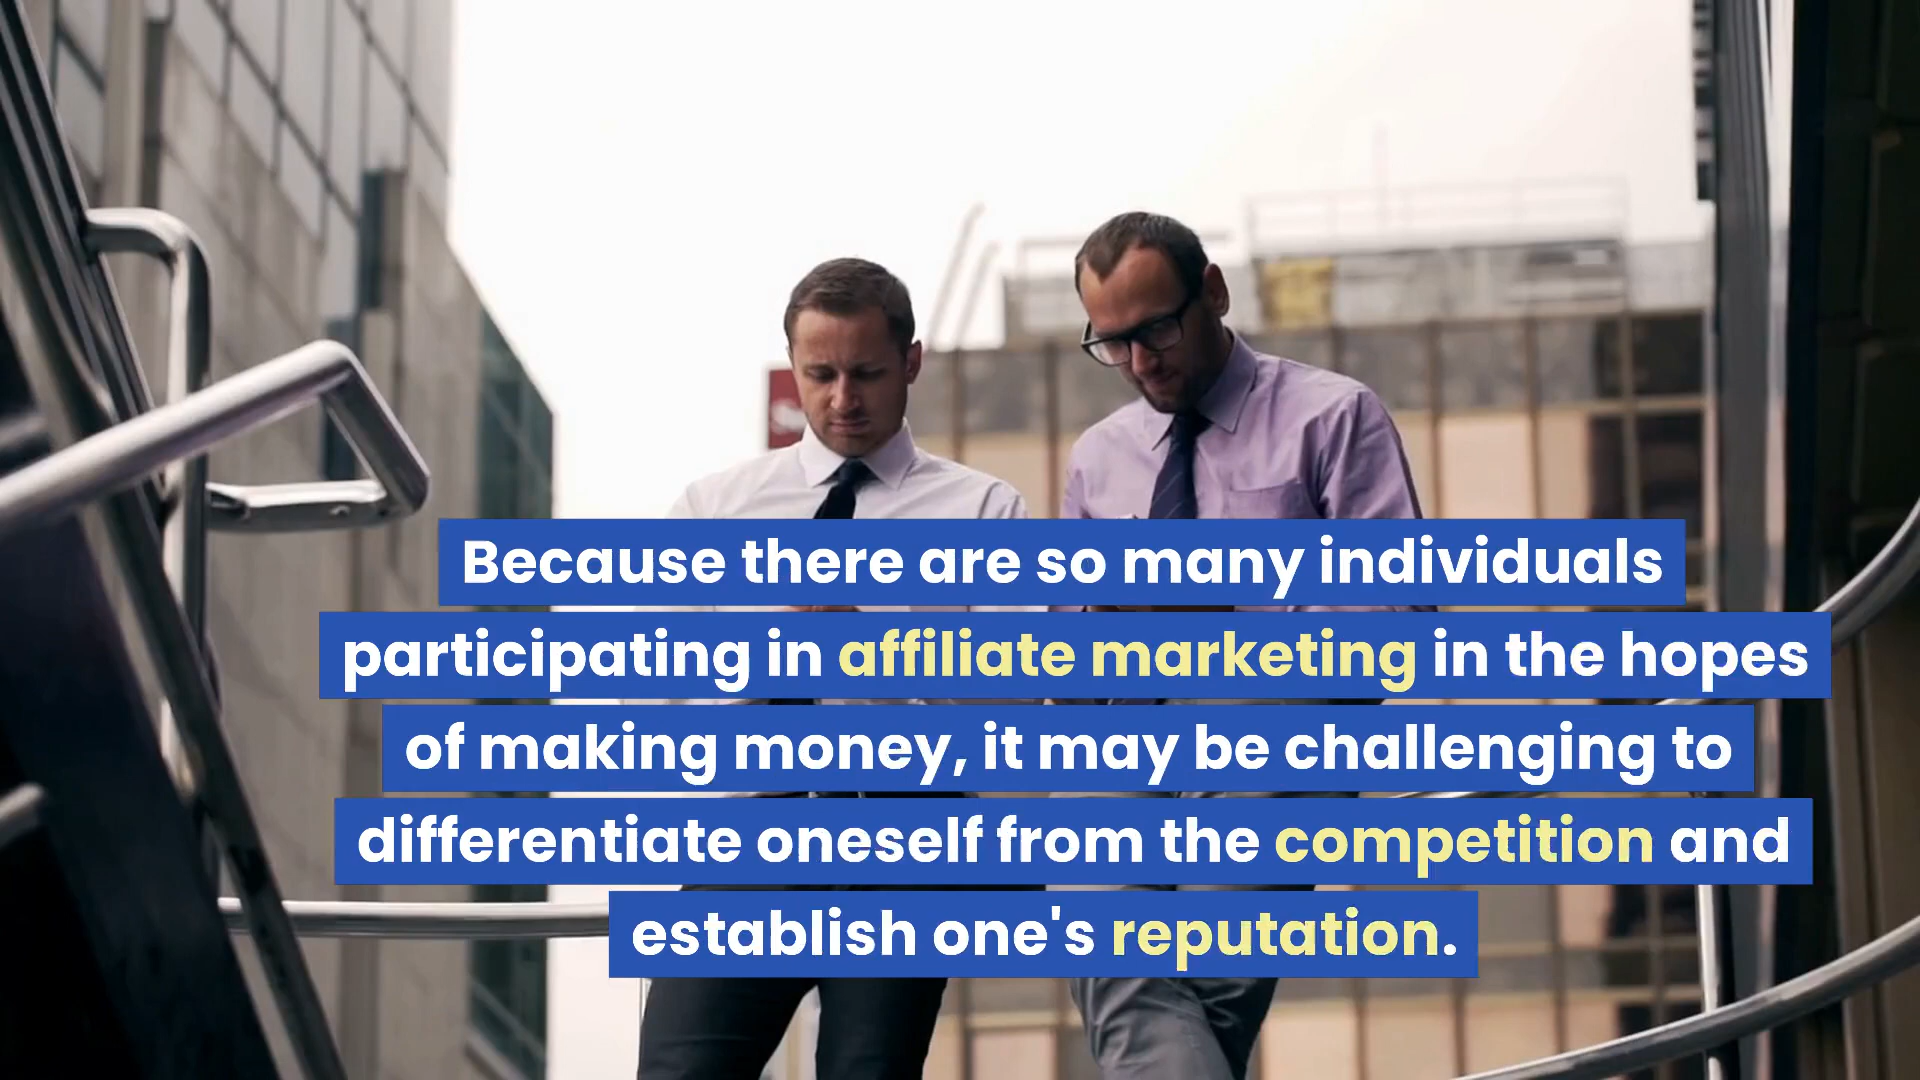 Because there are so many individuals
participating in affiliate marketing in the hopes
of making money, it may be challenging to
differentiate oneself from the competition and
establish one's reputation.